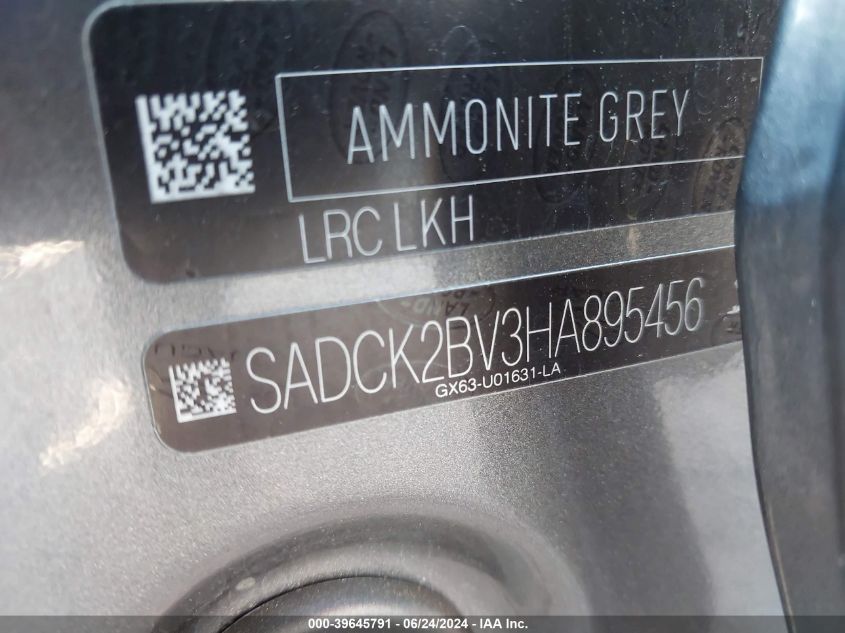 AMMONITE GREY
LRC LKH
SADCK2BV3HA895456
GX63-U01631-LA
000-39645791 / 06/24/2024 / IAA Inc.